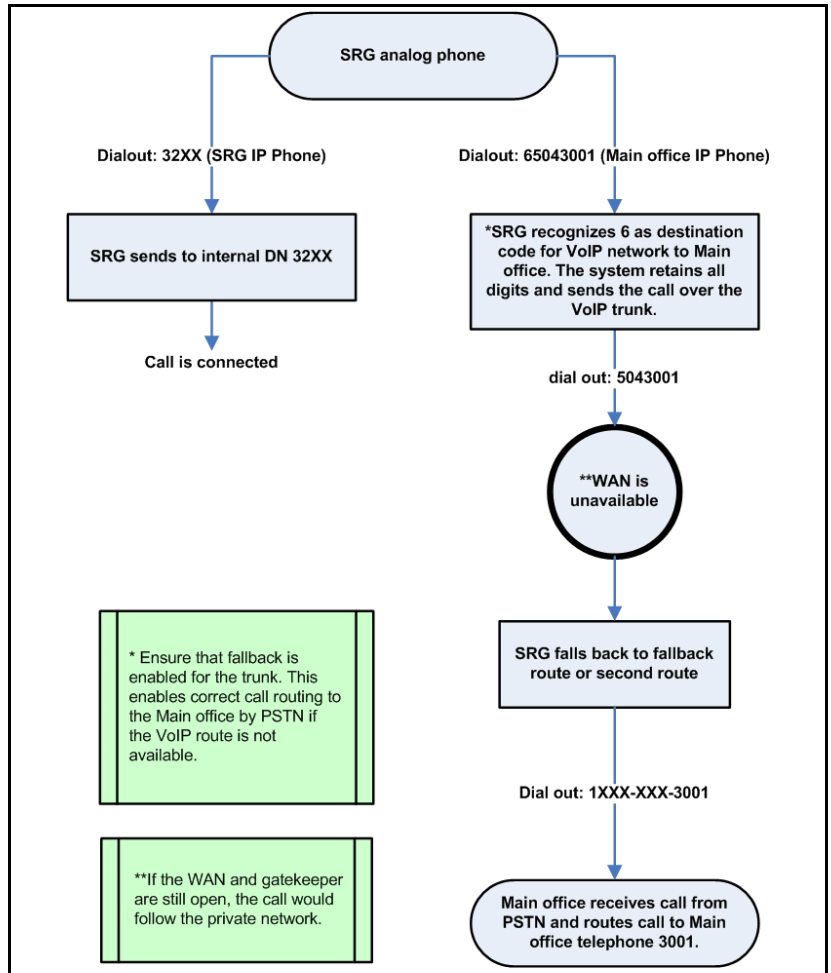 SRG analog phone
Dialout: 32XX (SRG IP Phone)
Dialout: 65043001 (Main office IP Phone)
SRG sends to internal DN 32XX
*SRG recognizes 6 as destination
code for VoIP network to Main
office. The system retains all
digits and sends the call over the
VoIP trunk.
Call is connected
dial out: 5043001
**WAN is
unavailable
SRG falls back to fallback
route or second route
* Ensure that fallback is
enabled for the trunk. This
enables correct call routing to
the Main office by PSTN if
the VoIP route is not
available.
Dial out: 1XXX-XXX-3001
**If the WAN and gatekeeper
are still open, the call would
follow the private network.
Main office receives call from
PSTN and routes call to Main
office telephone 3001.